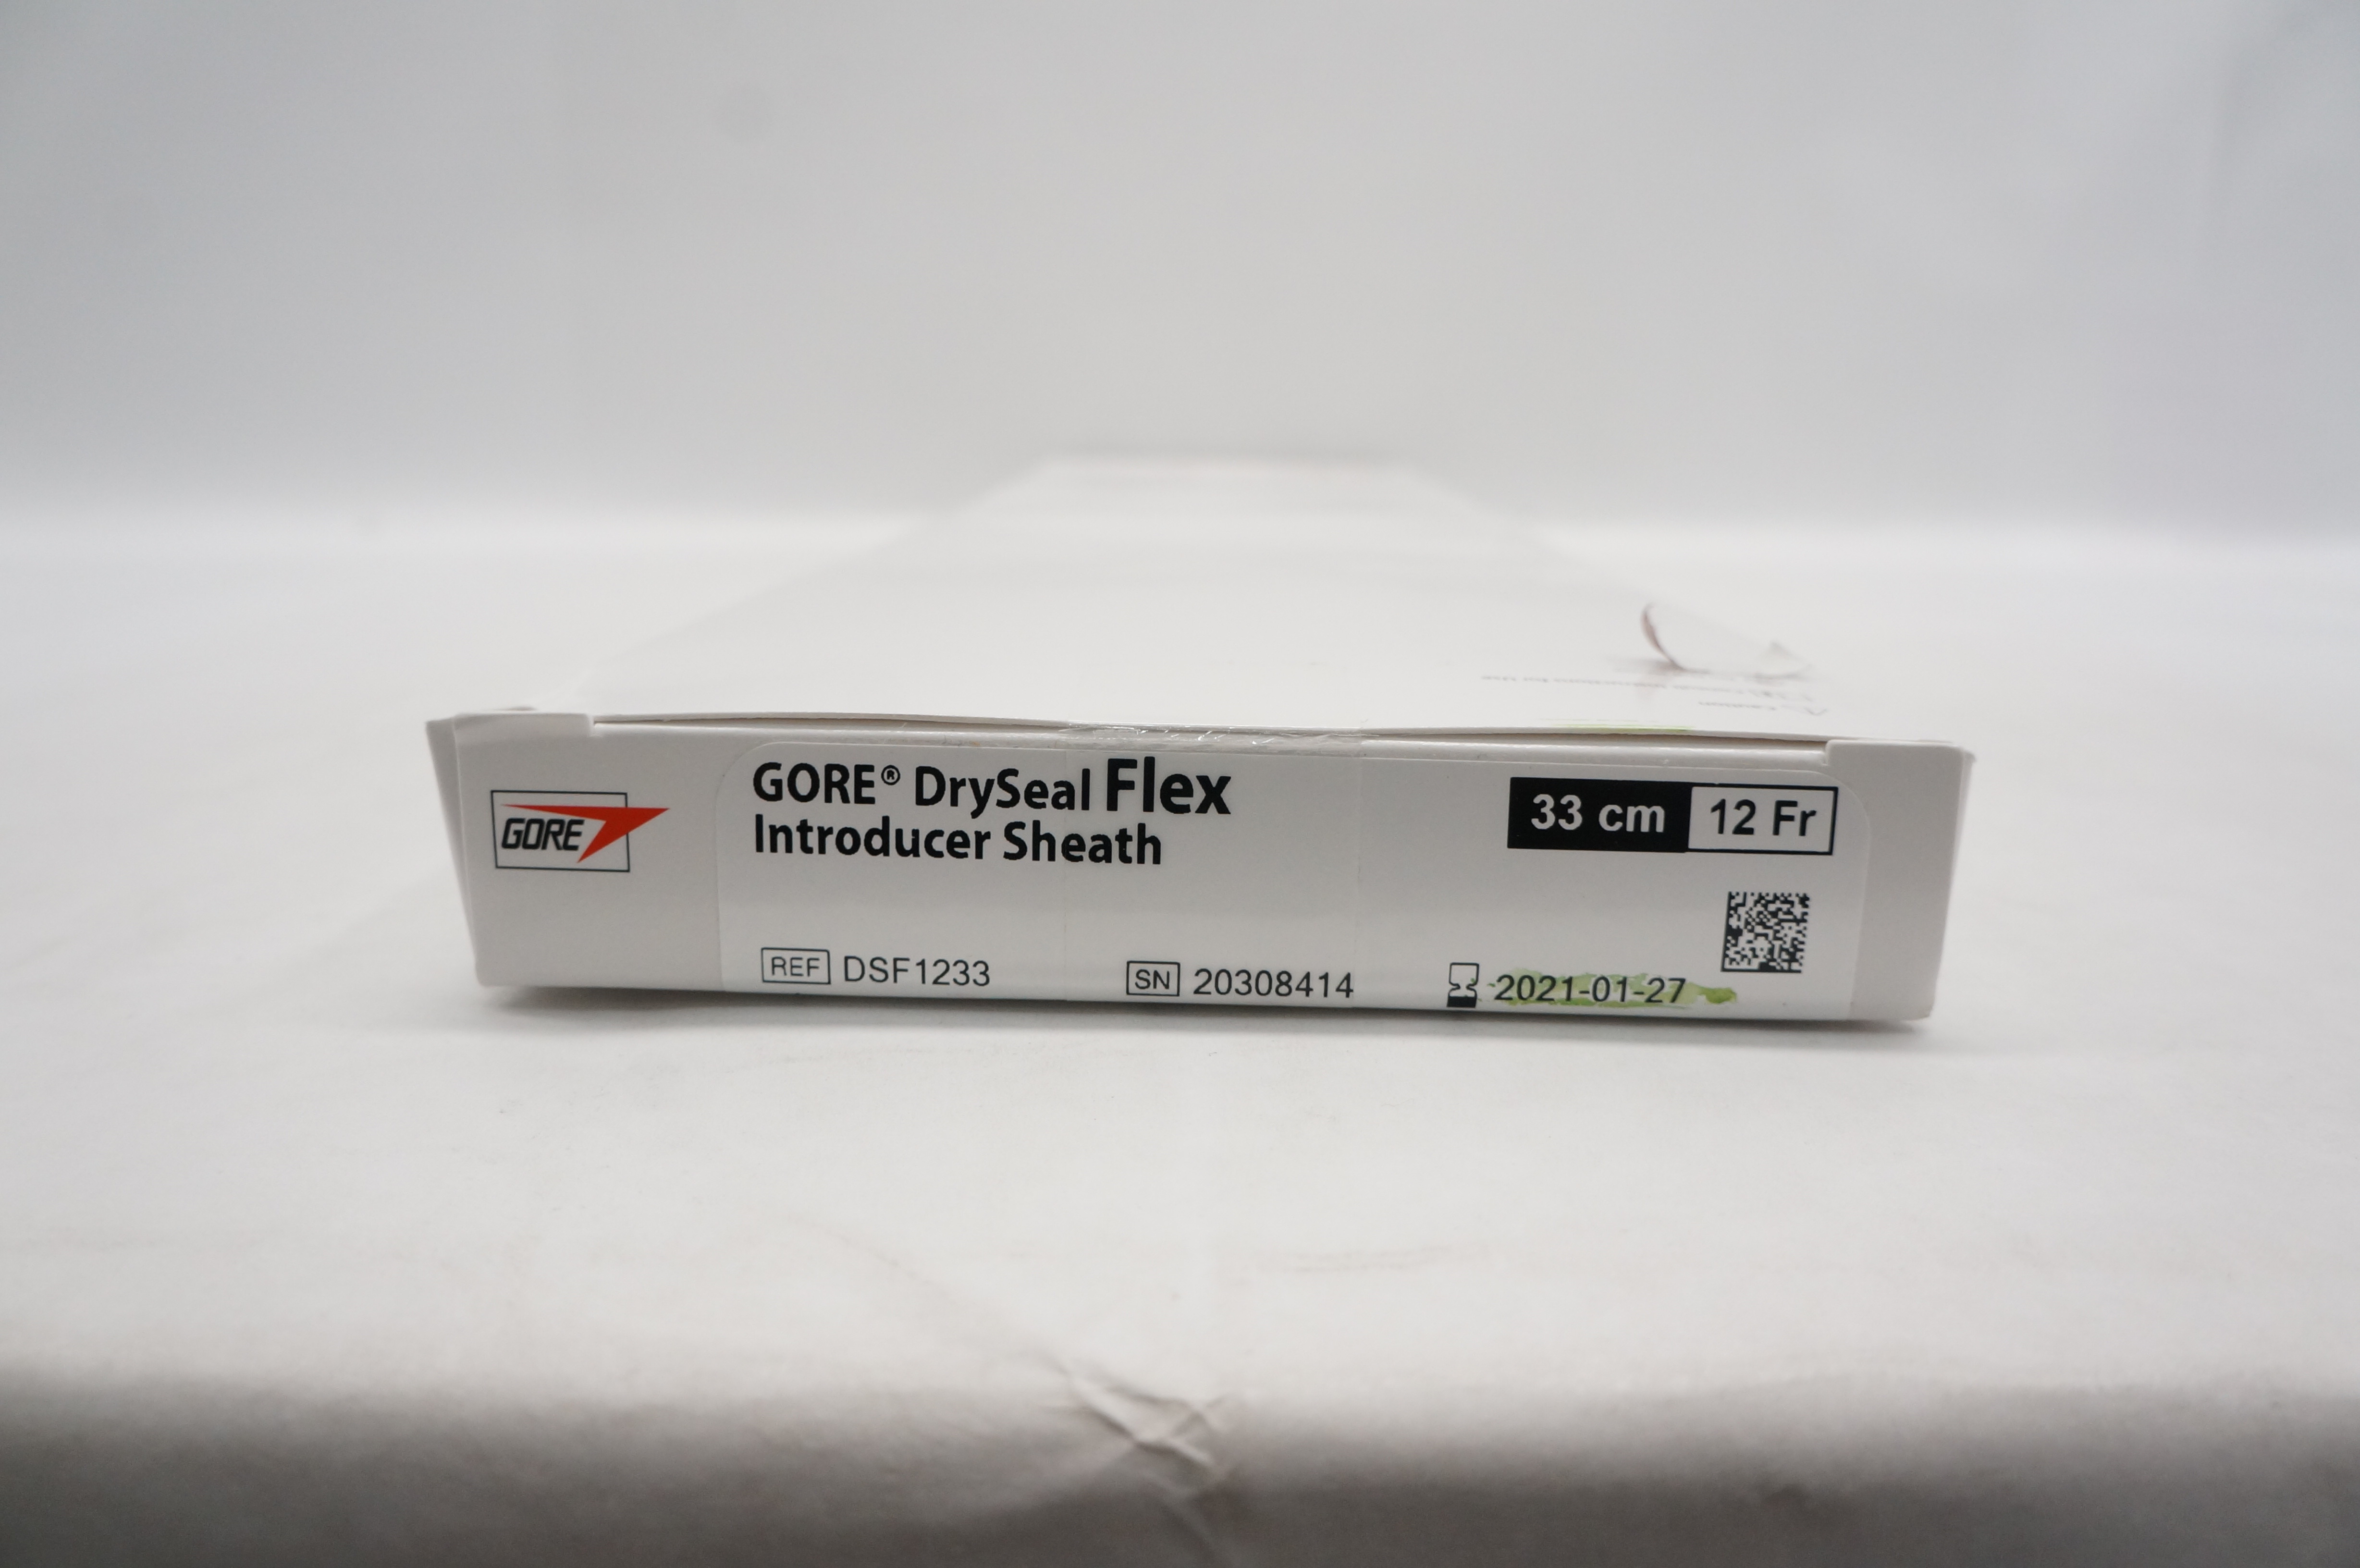 GORE
GORE® DrySeal Flex
Introducer Sheath
33 cm 12 Fr
REF DSF1233
SN 20308414
2021-01-27